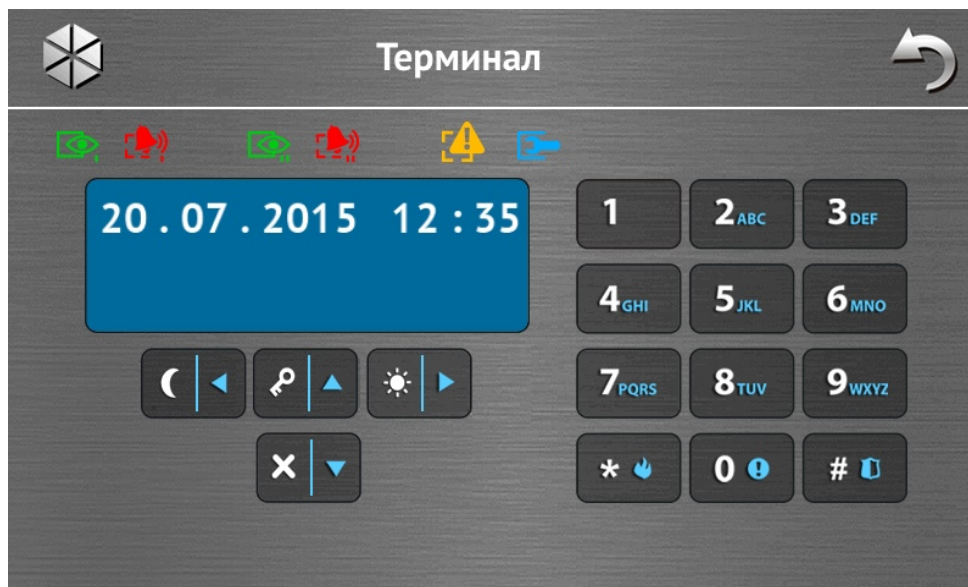 Терминал
20.07.2015 12:35
1 2ABC 3DEF
4GHI 5JKL 6MNO
7PQRS 8TUV 9WXYZ
* 0 #